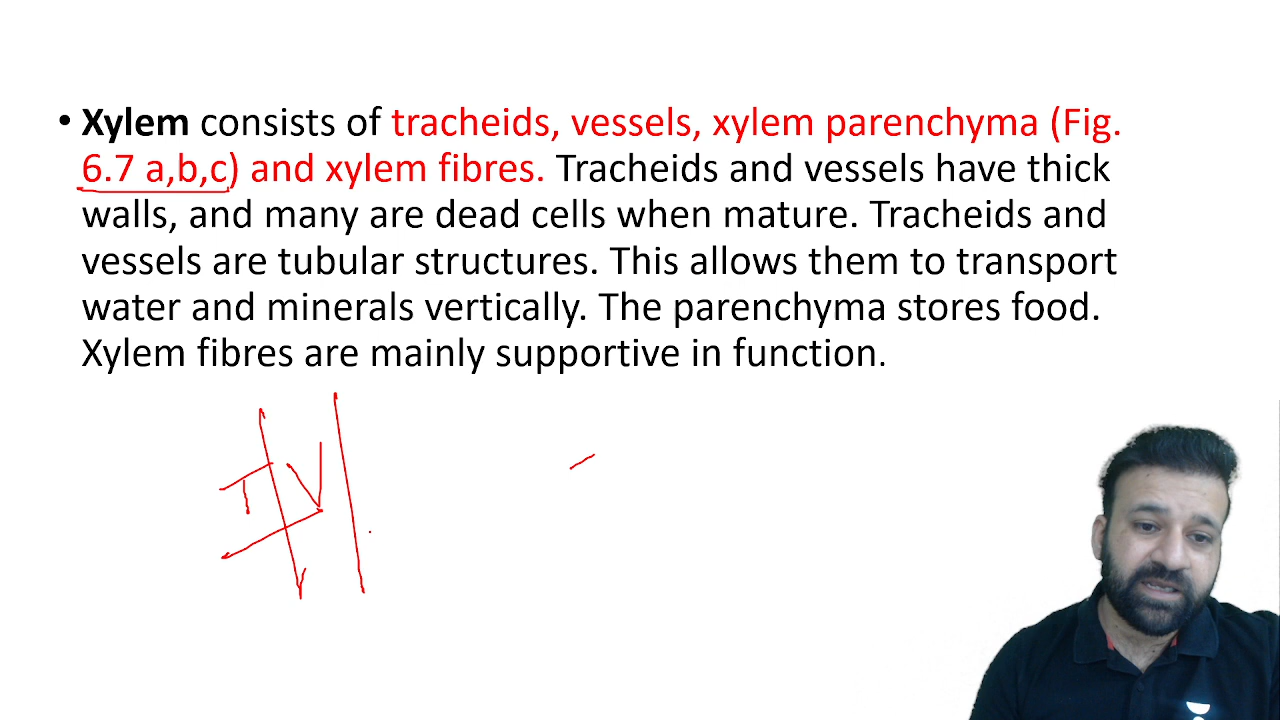 • Xylem consists of tracheids, vessels, xylem parenchyma (Fig.
6.7 a,b,c) and xylem fibres. Tracheids and vessels have thick
walls, and many are dead cells when mature. Tracheids and
vessels are tubular structures. This allows them to transport
water and minerals vertically. The parenchyma stores food.
Xylem fibres are mainly supportive in function.
T V